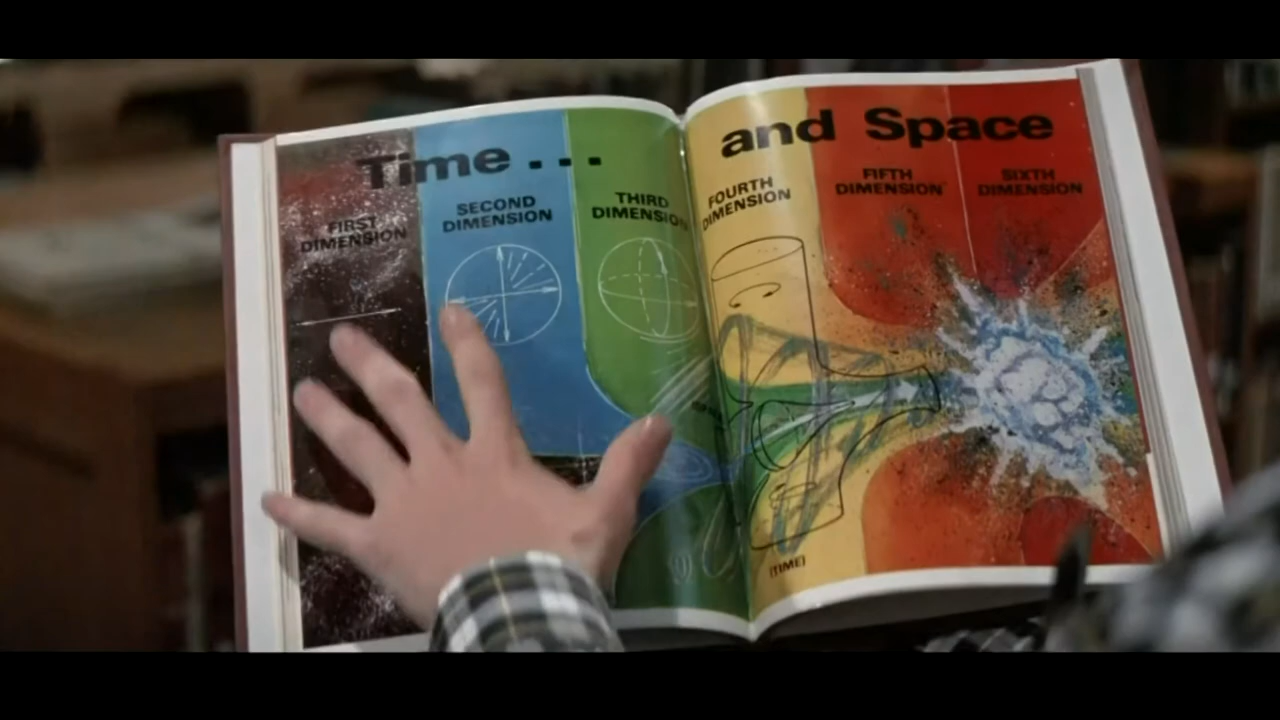 Time . . .
FIRST
DIMENSION
SECOND
DIMENSION
THIRD
DIMENSION
and Space
FOURTH
DIMENSION
FIFTH
DIMENSION
SIXTH
DIMENSION
(TIME)